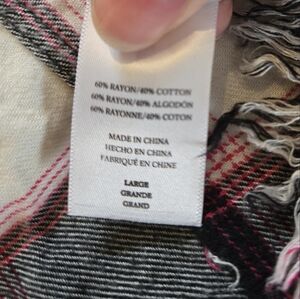 60% RAYON/40% COTTON
60% RAYON/40% ALGODÓN
60% RAYONNE/40% COTON
MADE IN CHINA
HECHO EN CHINA
FABRIQUÉ EN CHINE
LARGE
GRANDE
GRAND